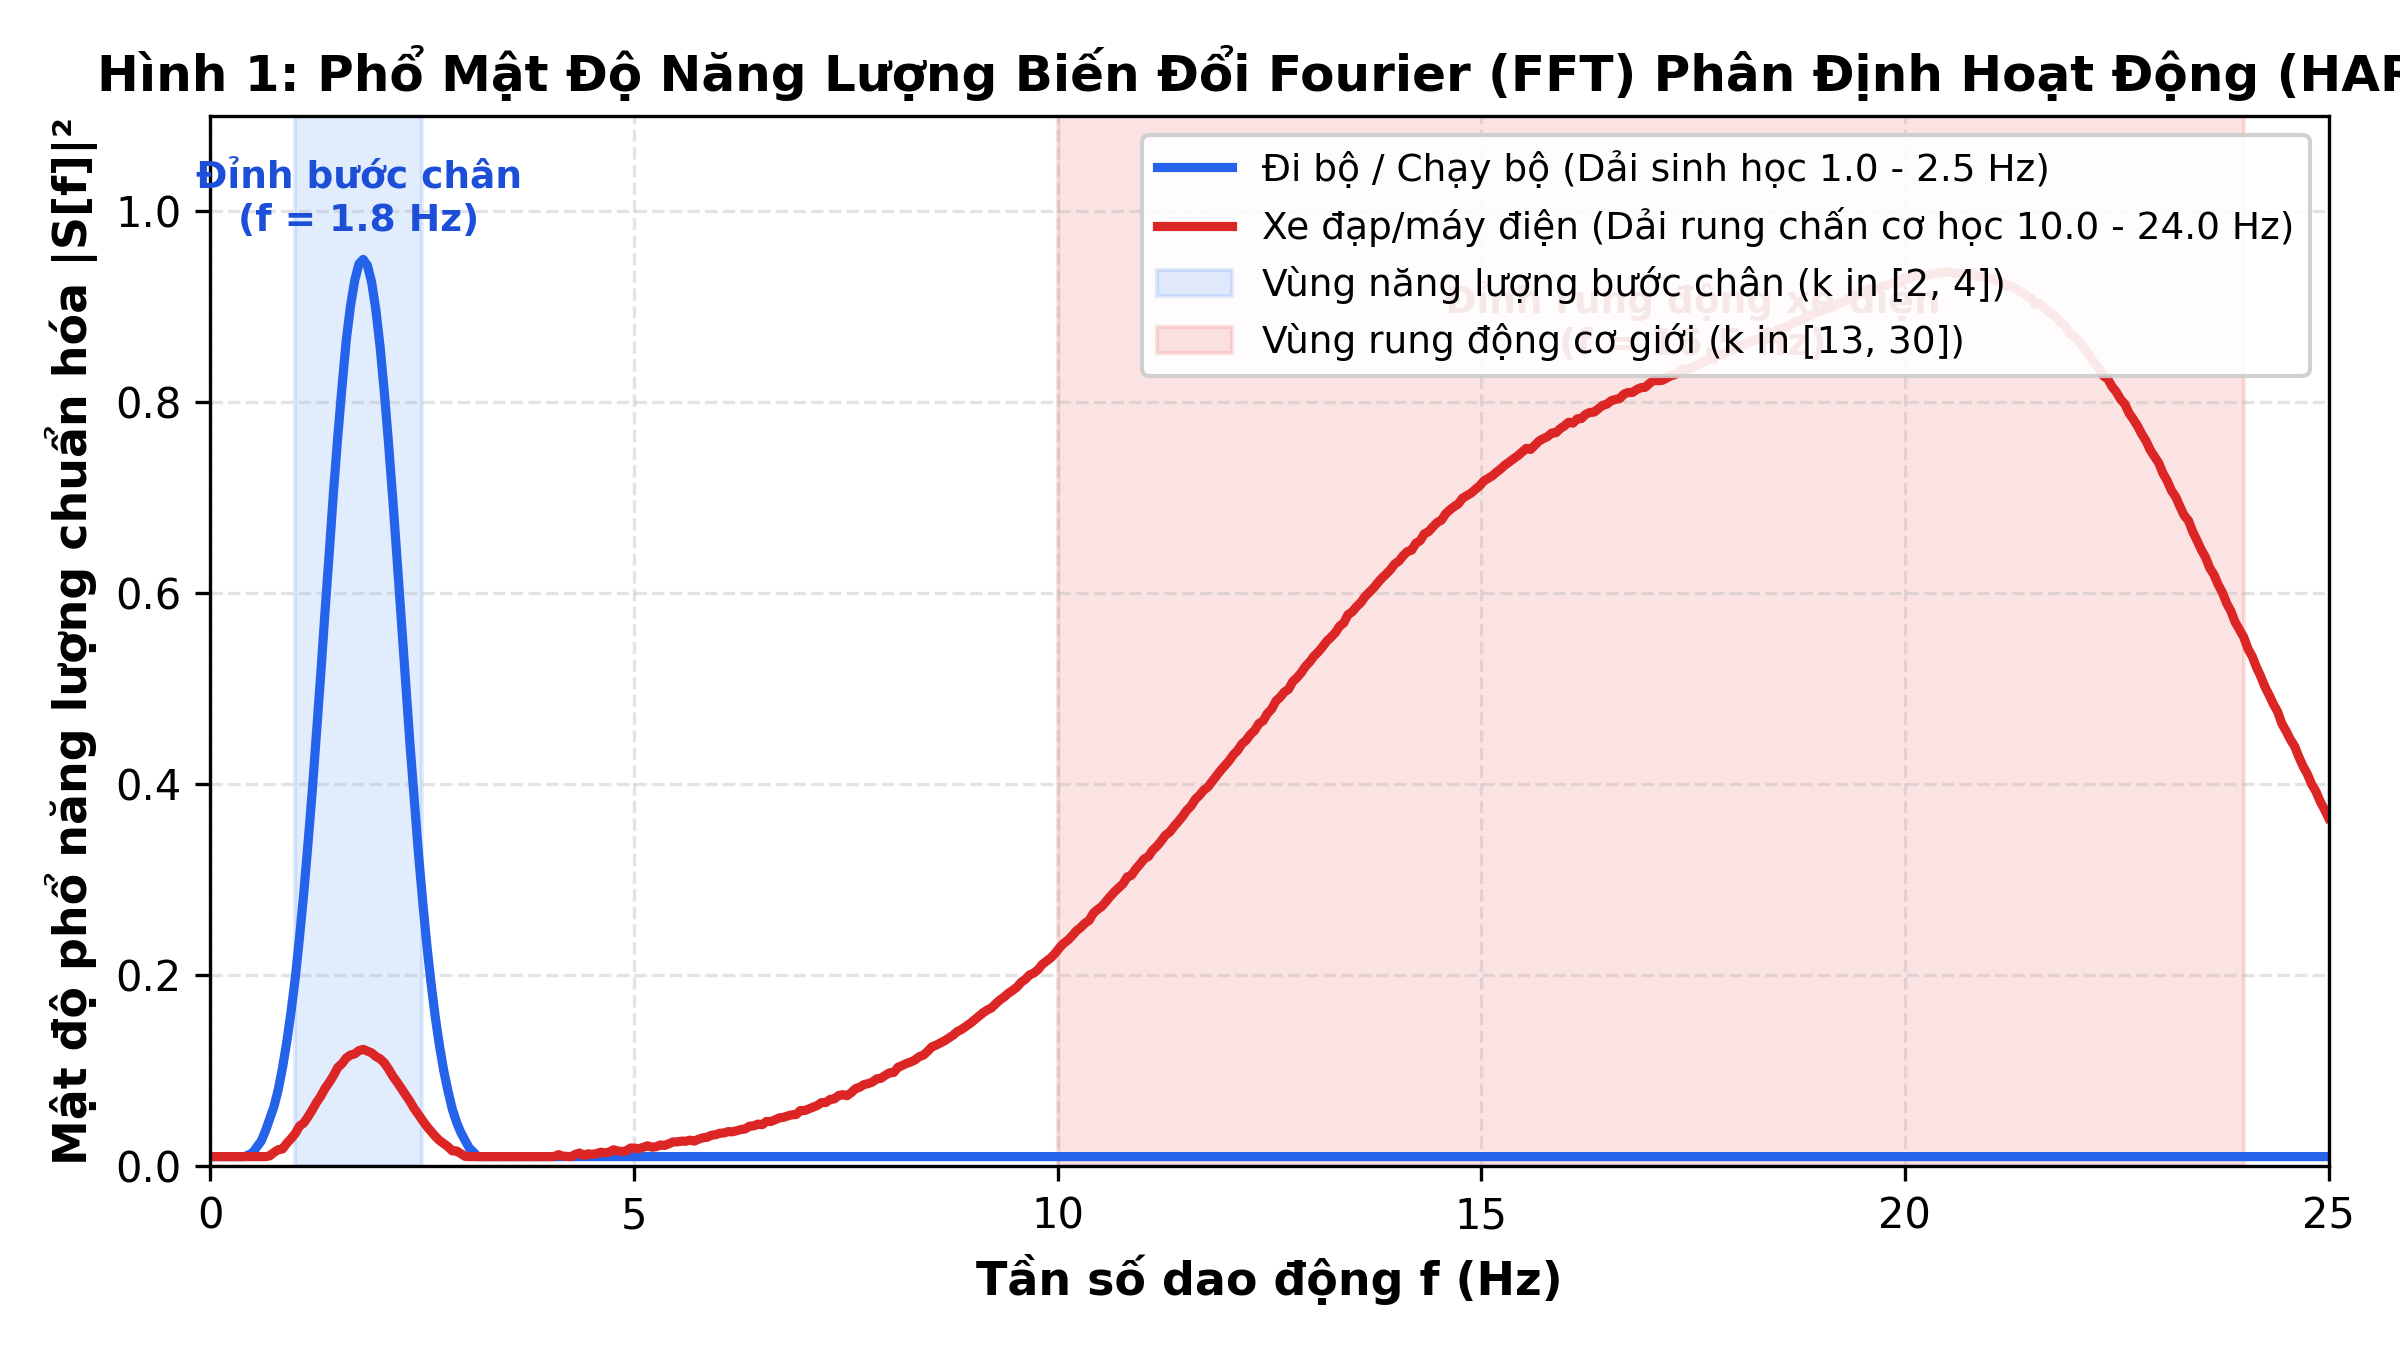 Hình 1: Phổ Mật Độ Năng Lượng Biến Đổi Fourier (FFT) Phân Định Hoạt Động (HAR
Mật độ phổ năng lượng chuẩn hóa |S[f]|²
1.0
0.8
0.6
0.4
0.2
0.0
Đỉnh bước chân
(f = 1.8 Hz)
Đi bộ / Chạy bộ (Dải sinh học 1.0 - 2.5 Hz)
Xe đạp/máy điện (Dải rung chấn cơ học 10.0 - 24.0 Hz)
Vùng năng lượng bước chân (k in [2, 4])
Vùng rung động cơ giới (k in [13, 30])
Đỉnh rung động xe điện
0
5
10
15
20
25
Tần số dao động f (Hz)